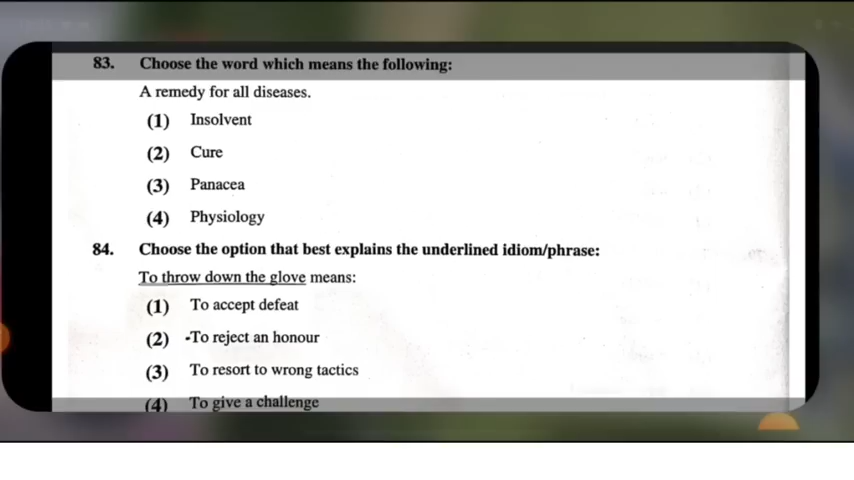 83. Choose the word which means the following:
A remedy for all diseases.
(1) Insolvent
(2) Cure
(3) Panacea
(4) Physiology
84. Choose the option that best explains the underlined idiom/phrase:
To throw down the glove means:
(1) To accept defeat
(2) -To reject an honour
(3) To resort to wrong tactics
(4) To give a challenge